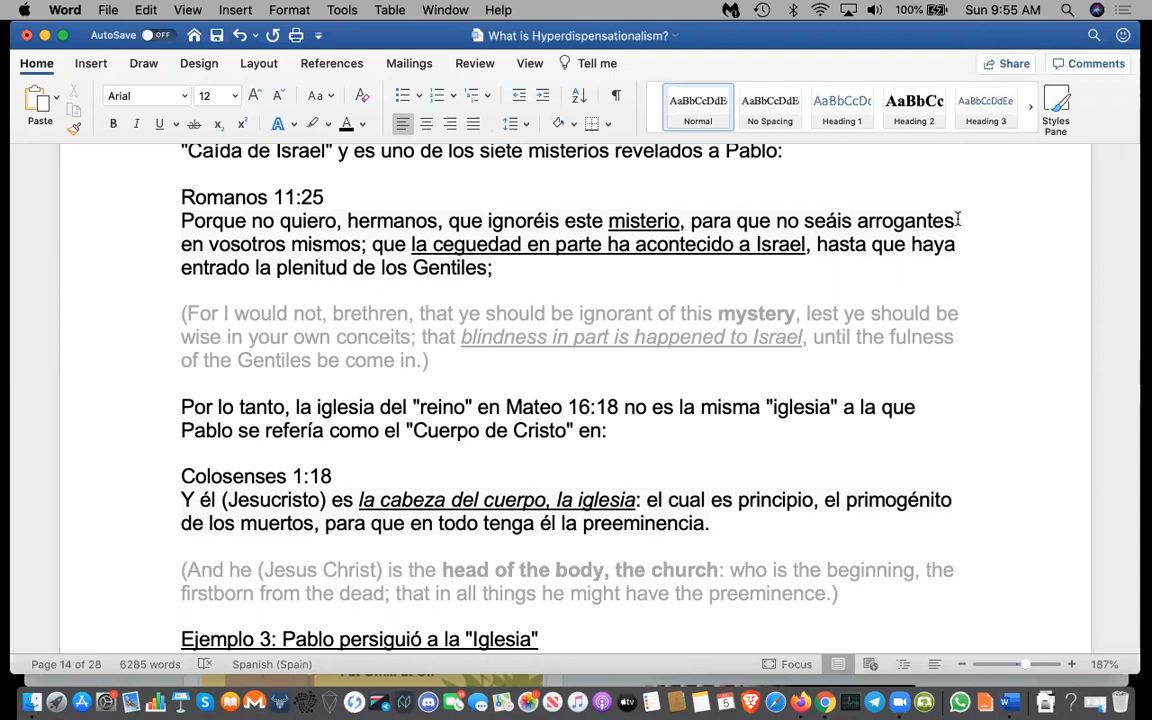 Word File Edit View Insert Format Tools Table Window Help 100% Sun 9:55 AM
AutoSave OFF What is Hyperdispensationalism?
Home Insert Draw Design Layout References Mailings Review View Tell me Share Comments
Arial 12 Aa
Paste B I U ab x₂ x² A A
AaBbCcDdE AaBbCcDdE AaBbCcDc AaBbCc AaBbCcDdEe
Normal No Spacing Heading 1 Heading 2 Heading 3 Styles Pane
"Caída de Israel" y es uno de los siete misterios revelados a Pablo:
Romanos 11:25
Porque no quiero, hermanos, que ignoréis este misterio, para que no seáis arrogantes
en vosotros mismos; que la ceguedad en parte ha acontecido a Israel, hasta que haya
entrado la plenitud de los Gentiles;
(For I would not, brethren, that ye should be ignorant of this mystery, lest ye should be
wise in your own conceits; that blindness in part is happened to Israel, until the fulness
of the Gentiles be come in.)
Por lo tanto, la iglesia del "reino" en Mateo 16:18 no es la misma "iglesia" a la que
Pablo se refería como el "Cuerpo de Cristo" en:
Colosenses 1:18
Y él (Jesucristo) es la cabeza del cuerpo, la iglesia: el cual es principio, el primogénito
de los muertos, para que en todo tenga él la preeminencia.
(And he (Jesus Christ) is the head of the body, the church: who is the beginning, the
firstborn from the dead; that in all things he might have the preeminence.)
Ejemplo 3: Pablo persiguió a la "Iglesia"
Page 14 of 28 6285 words Spanish (Spain) Focus 187%